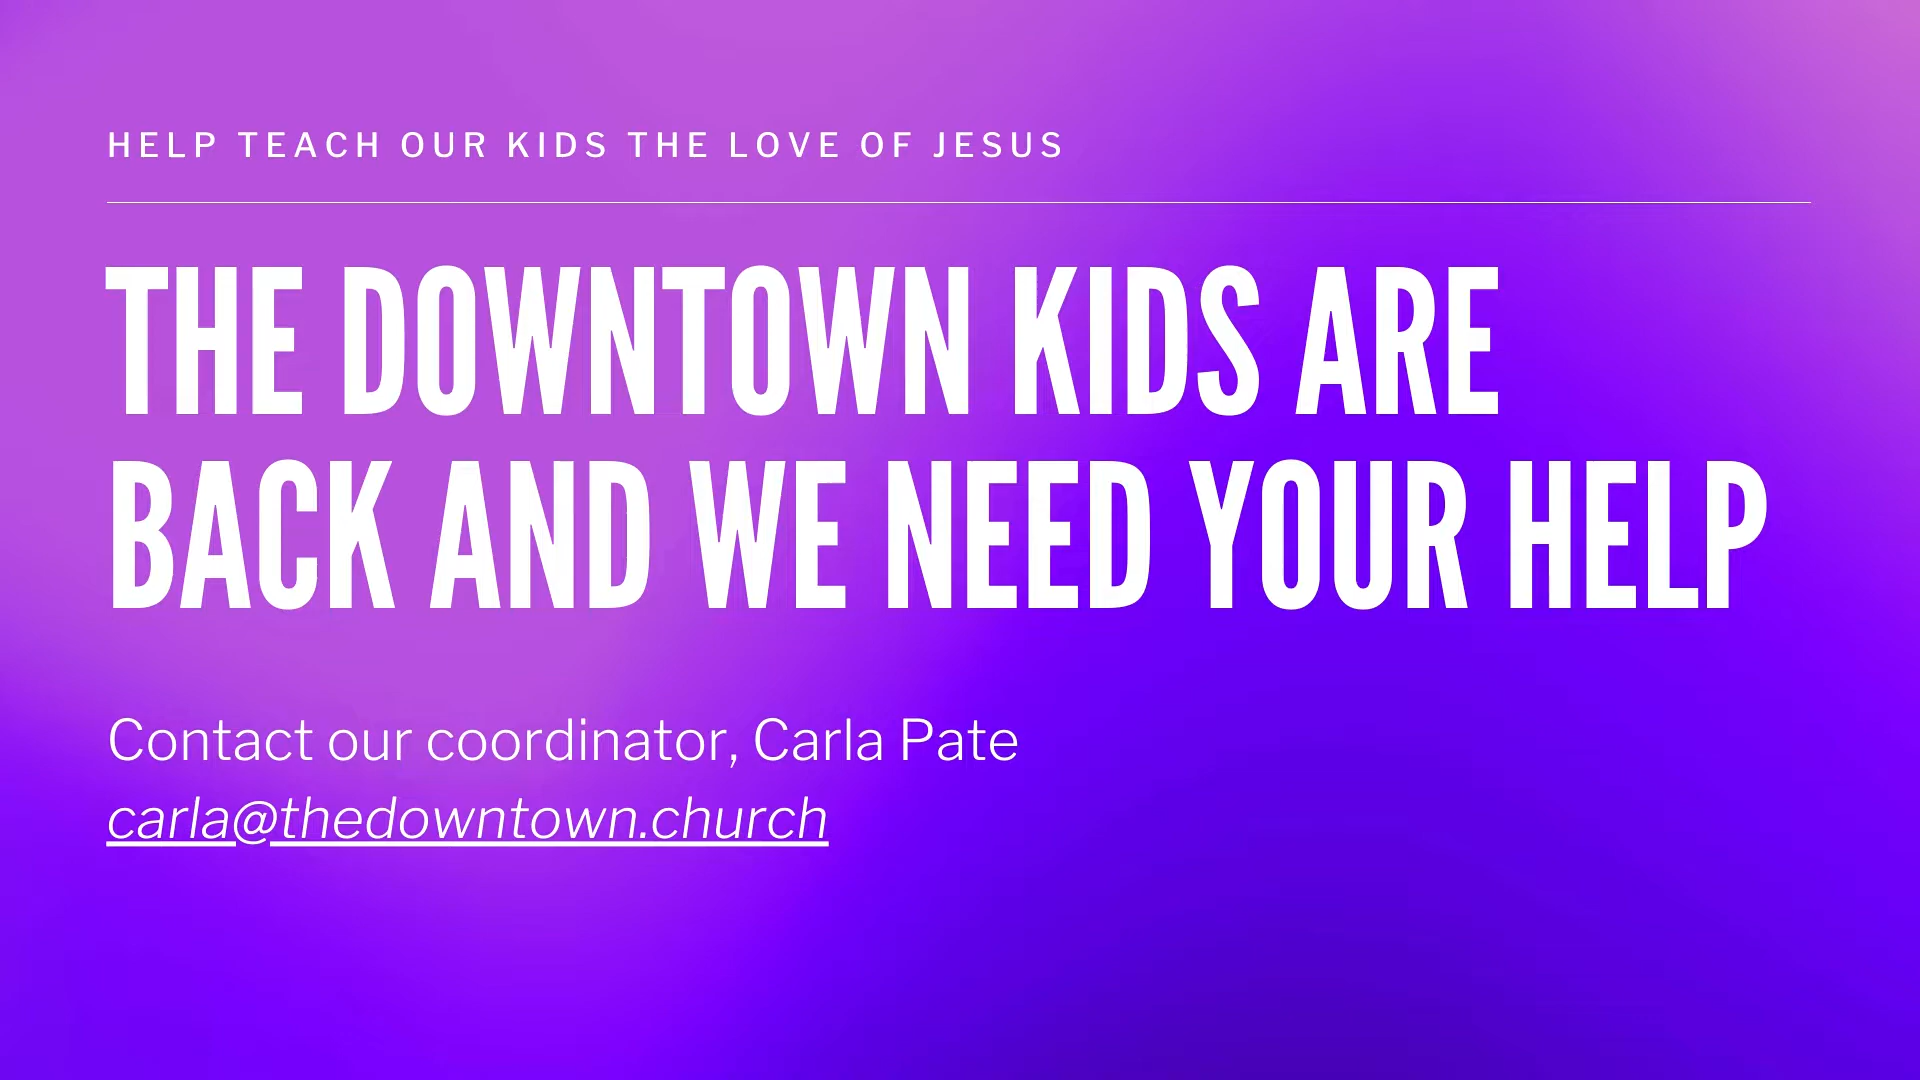 HELP TEACH OUR KIDS THE LOVE OF JESUS
THE DOWNTOWN KIDS ARE
BACK AND WE NEED YOUR HELP
Contact our coordinator, Carla Pate
carla@thedowntown.church